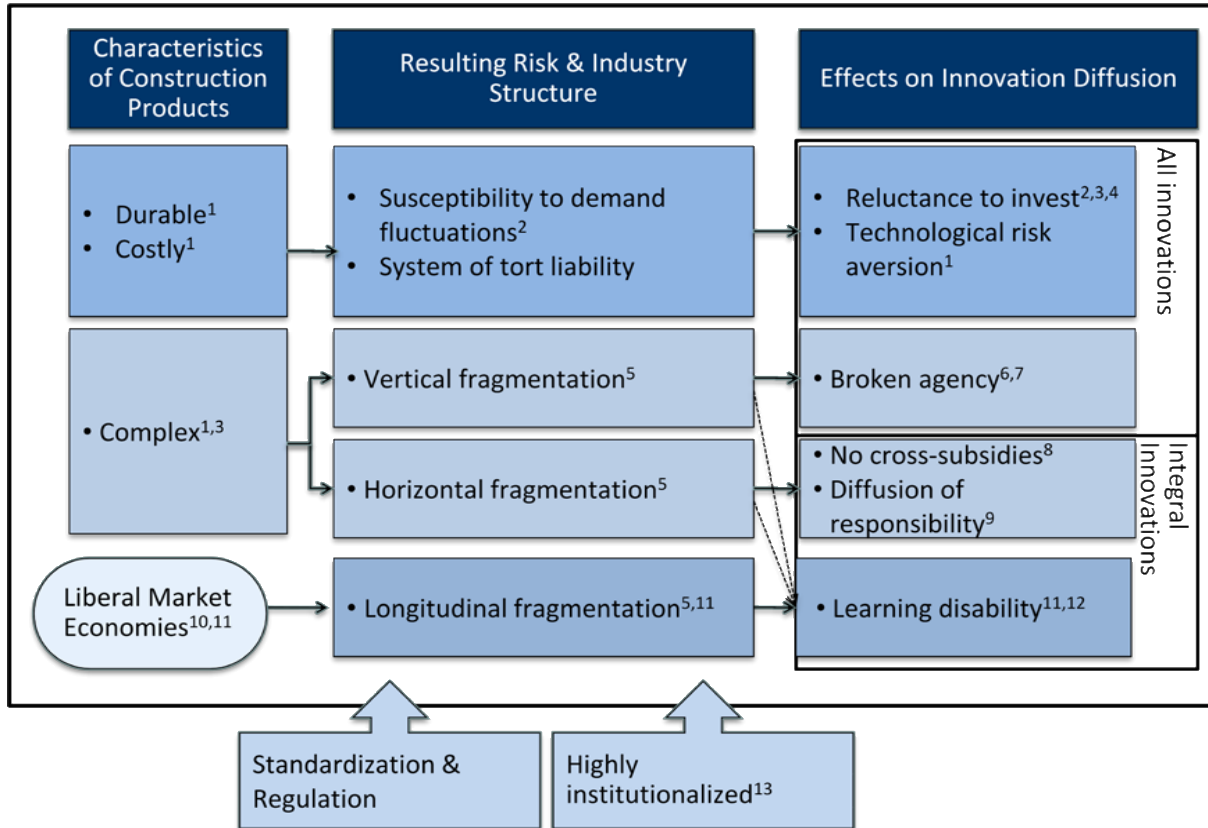 Characteristics
of Construction
Products
Resulting Risk & Industry
Structure
Effects on Innovation Diffusion
• Durable¹
• Costly¹
• Susceptibility to demand
fluctuations²
• System of tort liability
• Reluctance to invest²,³,⁴
• Technological risk
aversion¹
All innovations
• Complex¹,³
• Vertical fragmentation⁵
• Broken agency⁶,⁷
• Horizontal fragmentation⁵
• No cross-subsidies⁸
• Diffusion of
responsibility⁹
Integral
Innovations
Liberal Market
Economies¹⁰,¹¹
• Longitudinal fragmentation⁵,¹¹
• Learning disability¹¹,¹²
Standardization &
Regulation
Highly
institutionalized¹³